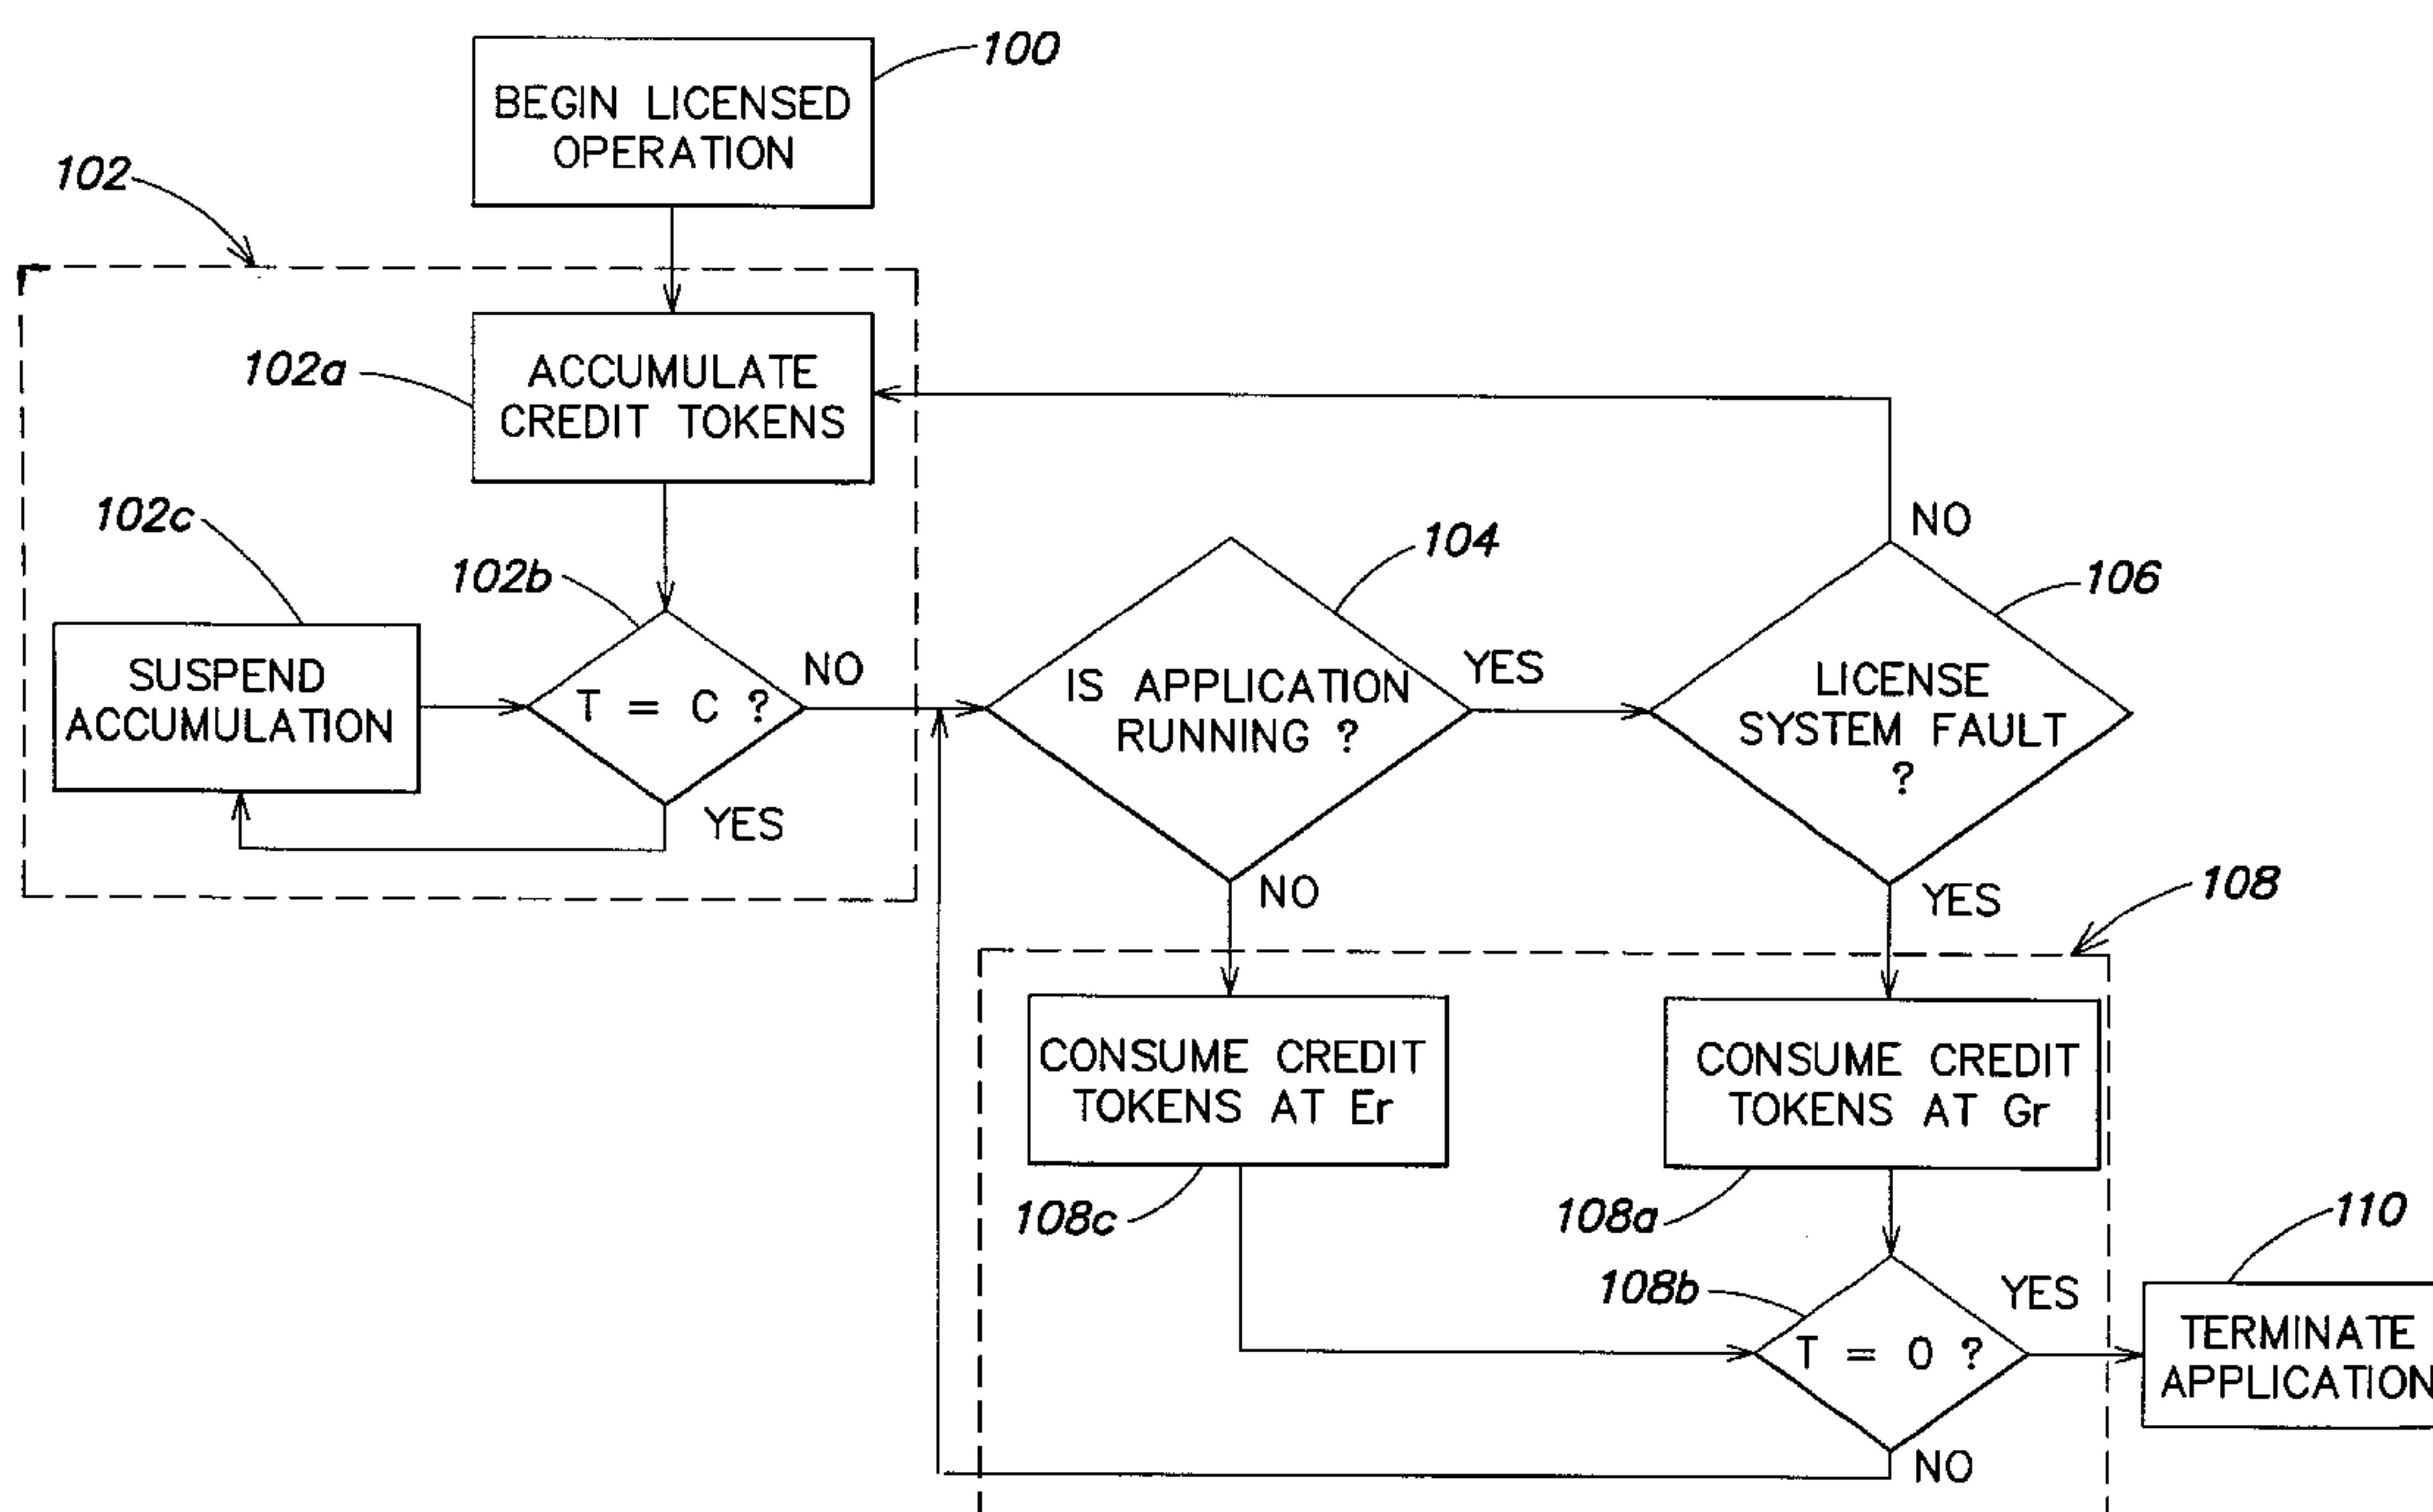 100
BEGIN LICENSED
OPERATION
102
102a
ACCUMULATE
CREDIT TOKENS
102c
102b
SUSPEND
ACCUMULATION
T = C ?
NO
YES
104
IS APPLICATION
RUNNING ?
YES
NO
106
NO
LICENSE
SYSTEM FAULT
?
YES
108
CONSUME CREDIT
TOKENS AT Er
108c
CONSUME CREDIT
TOKENS AT Gr
108a
108b
T = 0 ?
YES
NO
110
TERMINATE
APPLICATION